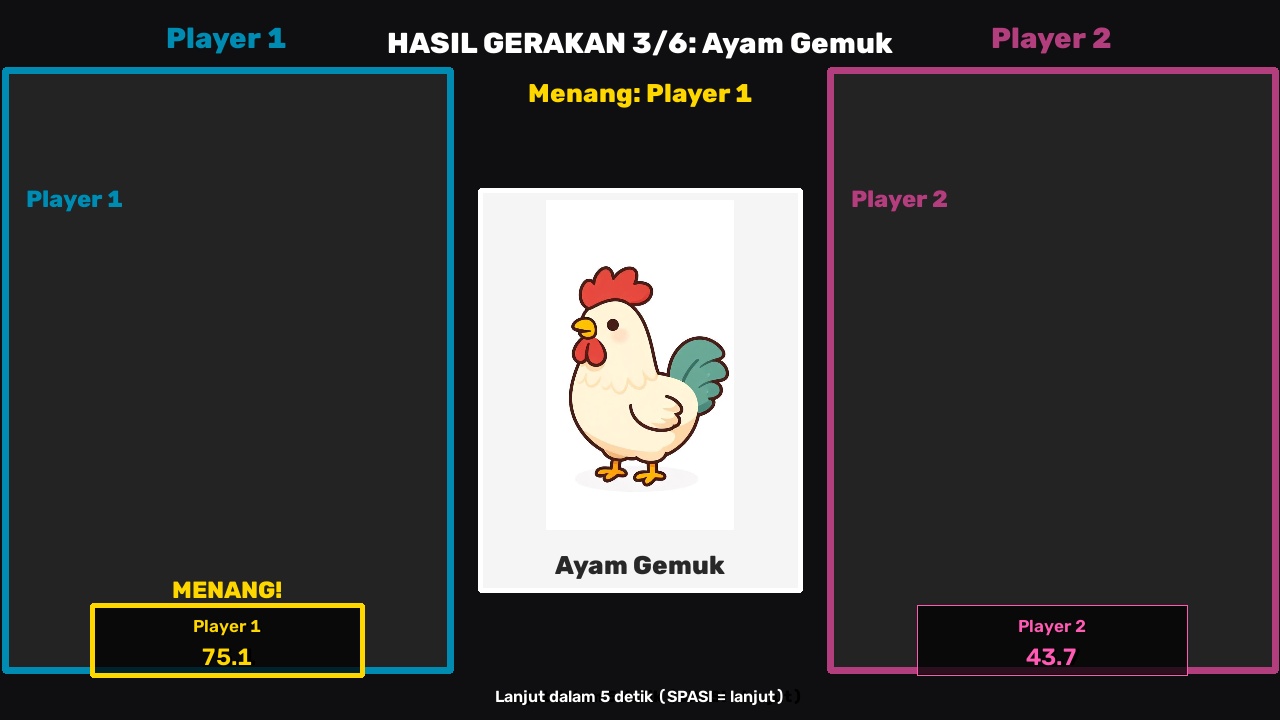 Player 1
HASIL GERAKAN 3/6: Ayam Gemuk
Player 2
Menang: Player 1
Player 1
Player 2
Ayam Gemuk
MENANG!
Player 1
75.1
Player 2
43.7
Lanjut dalam 5 detik (SPASI = lanjut)